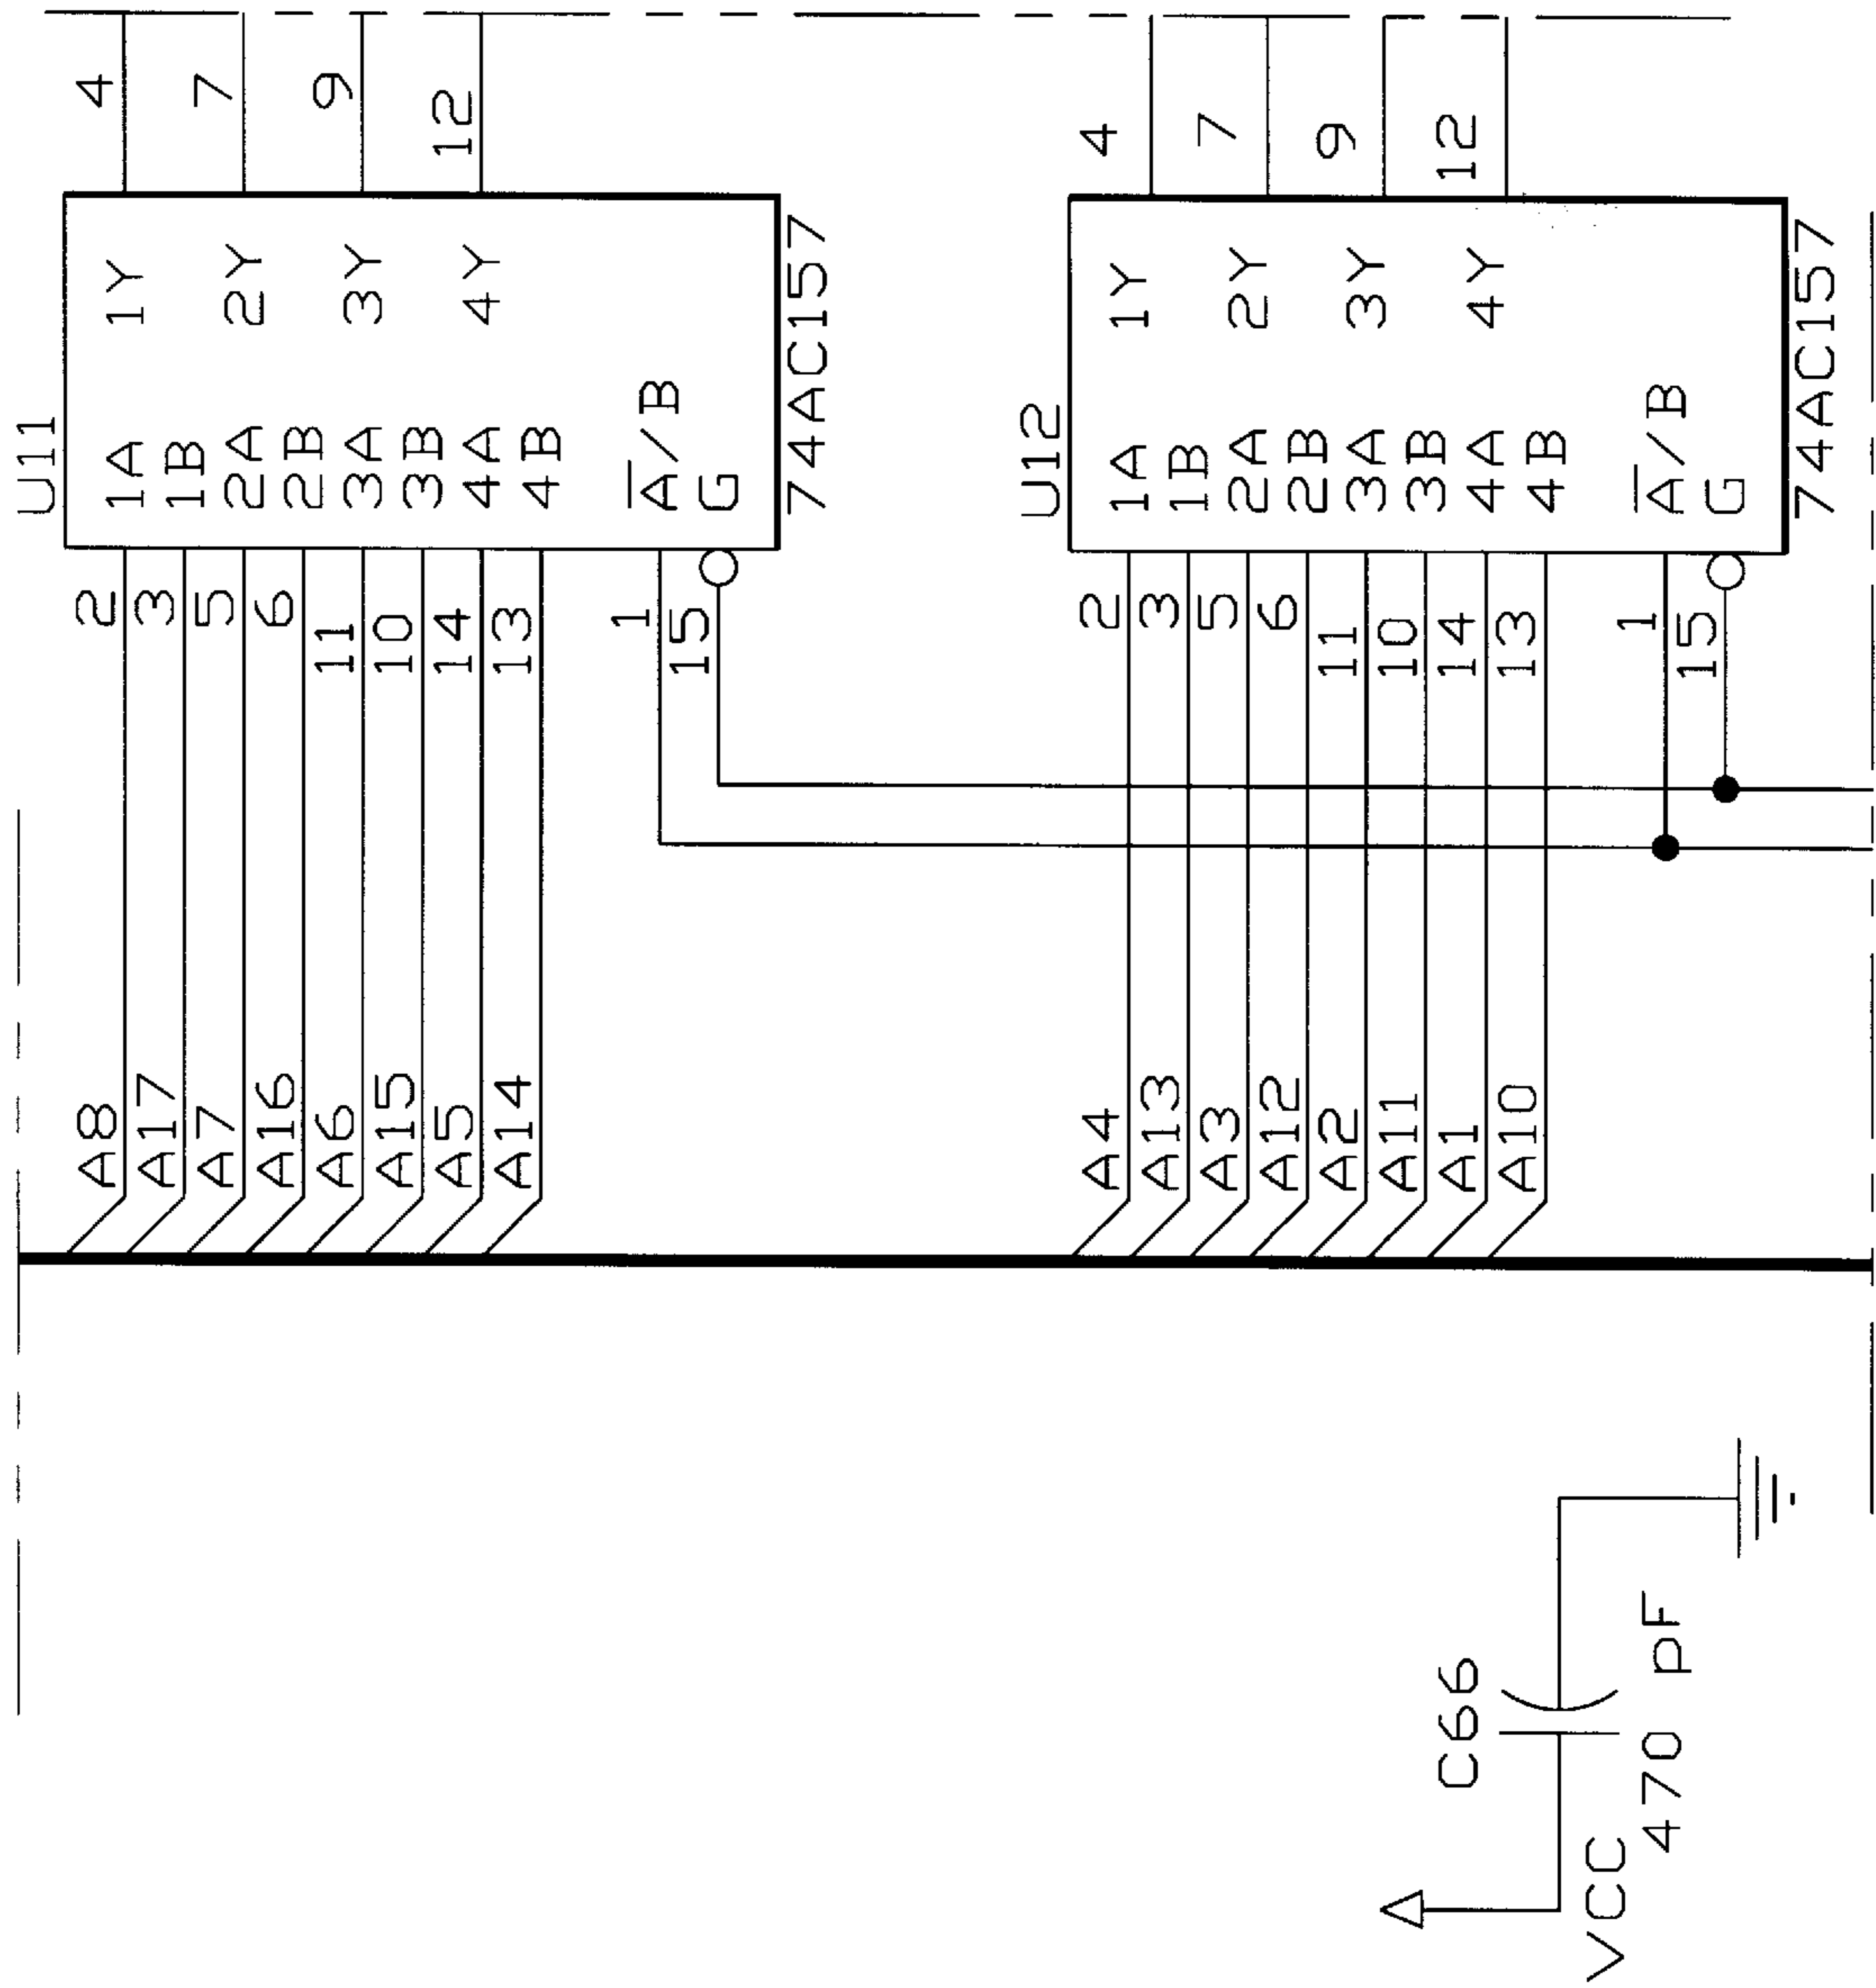 U11
A8 2 1A 1Y 4
A17 3 1B
A7 5 2A 2Y 7
A16 6 2B
A6 11 3A 3Y 9
A15 10 3B
A5 14 4A 4Y 12
A14 13 4B
1 A̅/B
15 G
74AC157
U12
A4 2 1A 1Y 4
A13 3 1B
A3 5 2A 2Y 7
A12 6 2B
A2 11 3A 3Y 9
A11 10 3B
A1 14 4A 4Y 12
A10 13 4B
1 A̅/B
15 G
74AC157
C66
VCC
470 pF